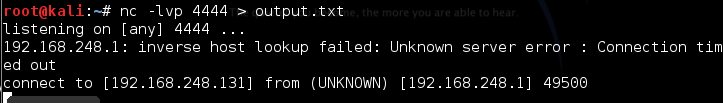 root@kali:~# nc -lvp 4444 > output.txt
listening on [any] 4444 ...
192.168.248.1: inverse host lookup failed: Unknown server error : Connection tim
ed out
connect to [192.168.248.131] from (UNKNOWN) [192.168.248.1] 49500